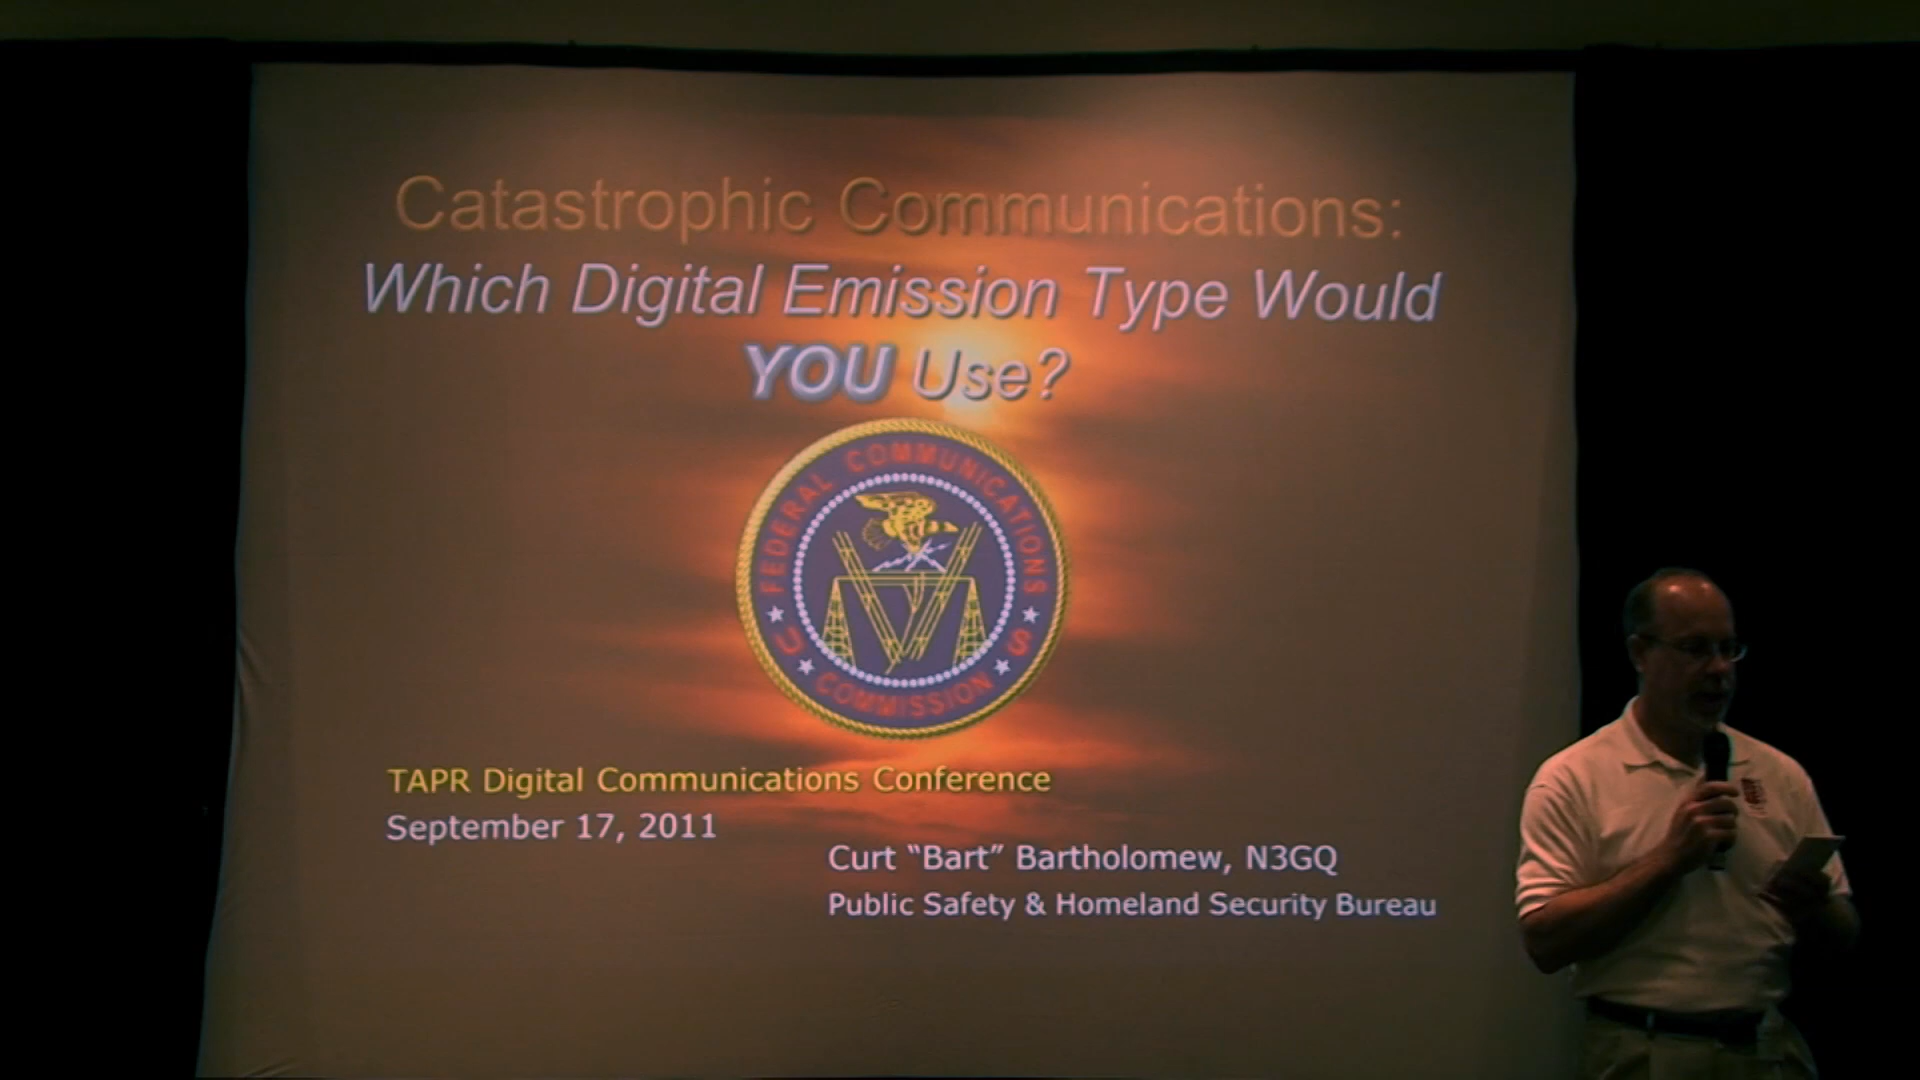 Catastrophic Communications:
Which Digital Emission Type Would
YOU Use?
FEDERAL COMMUNICATIONS
U S
COMMISSION
TAPR Digital Communications Conference
September 17, 2011
Curt “Bart” Bartholomew, N3GQ
Public Safety & Homeland Security Bureau